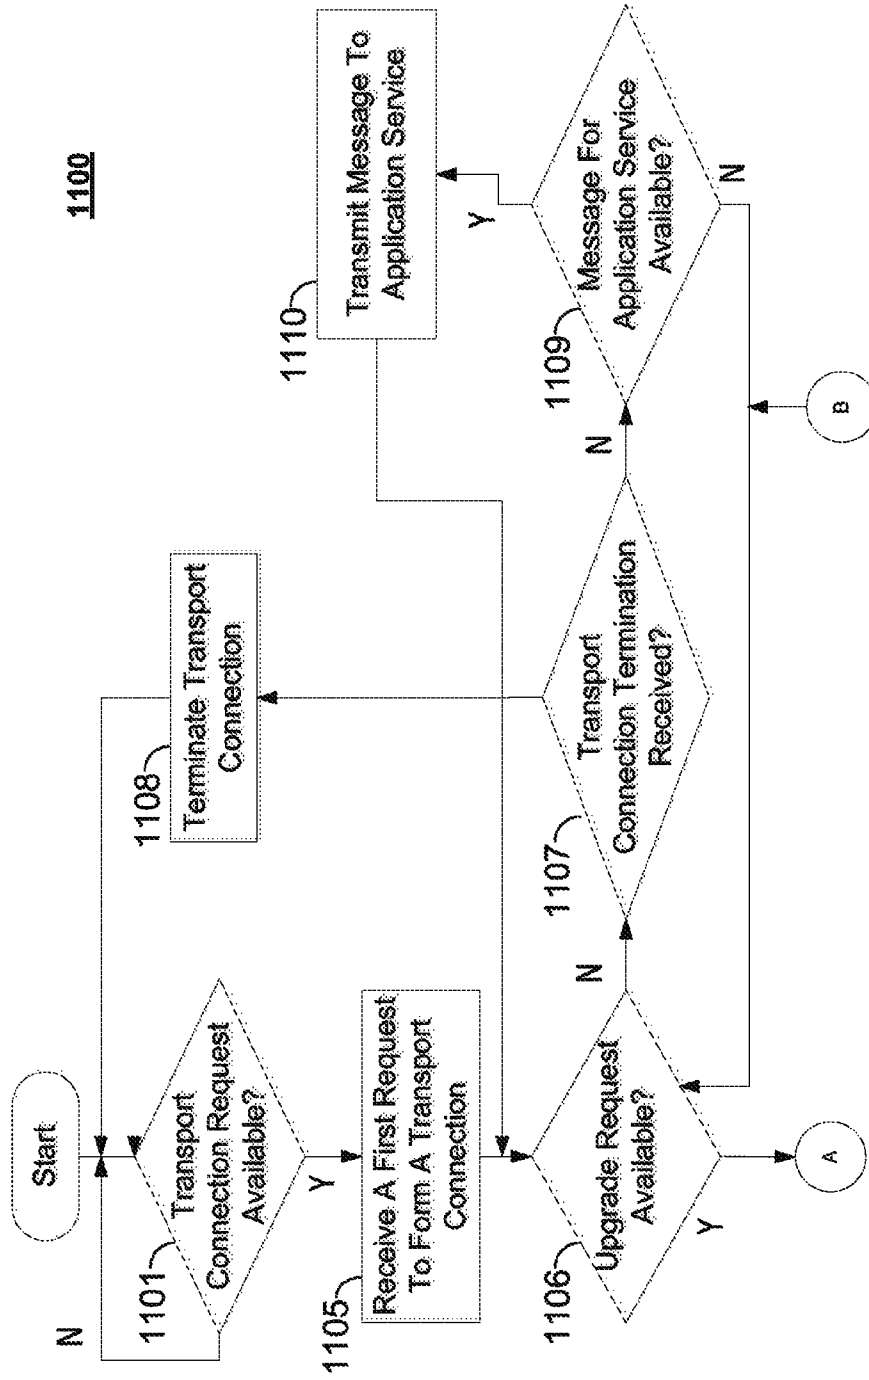 1100
Start
N
1101
Transport
Connection Request
Available?
Y
1105
Receive A First Request
To Form A Transport
Connection
1106
Upgrade Request
Available?
Y
A
N
1107
Transport
Connection Termination
Received?
1108
Terminate Transport
Connection
N
1109
Message For
Application Service
Available?
Y
N
1110
Transmit Message To
Application Service
B